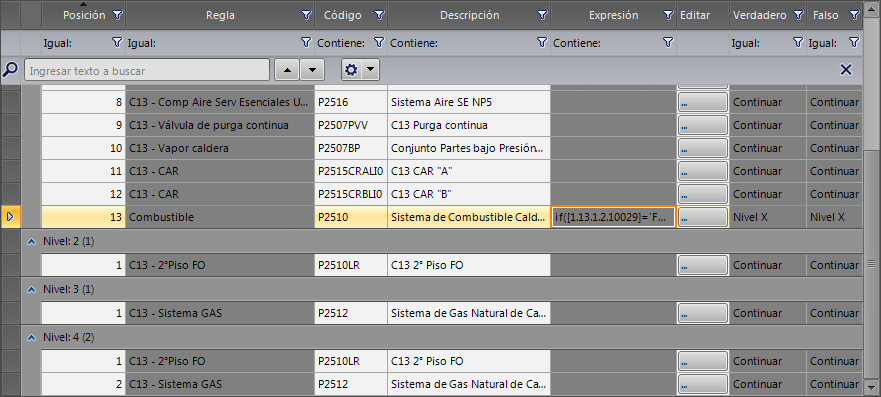 Posición Regla Código Descripción Expresión Editar Verdadero Falso
Igual: Igual: Contiene: Contiene: Contiene: Igual: Igual:
Ingresar texto a buscar
8 C13 - Comp Aire Serv Esenciales U... P2516 Sistema Aire SE NP5 ... Continuar Continuar
9 C13 - Válvula de purga continua P2507PVV C13 Purga continua ... Continuar Continuar
10 C13 - Vapor caldera P2507BP Conjunto Partes bajo Presión... ... Continuar Continuar
11 C13 - CAR P2515CRALI0 C13 CAR "A" ... Continuar Continuar
12 C13 - CAR P2515CRBLI0 C13 CAR "B" ... Continuar Continuar
13 Combustible P2510 Sistema de Combustible Cald... if([1.13.1.2.10029]='F... ... Nivel X Nivel X
Nivel: 2 (1)
1 C13 - 2°Piso FO P2510LR C13 2° Piso FO ... Continuar Continuar
Nivel: 3 (1)
1 C13 - Sistema GAS P2512 Sistema de Gas Natural de Ca... ... Continuar Continuar
Nivel: 4 (2)
1 C13 - 2°Piso FO P2510LR C13 2° Piso FO ... Continuar Continuar
2 C13 - Sistema GAS P2512 Sistema de Gas Natural de Ca... ... Continuar Continuar